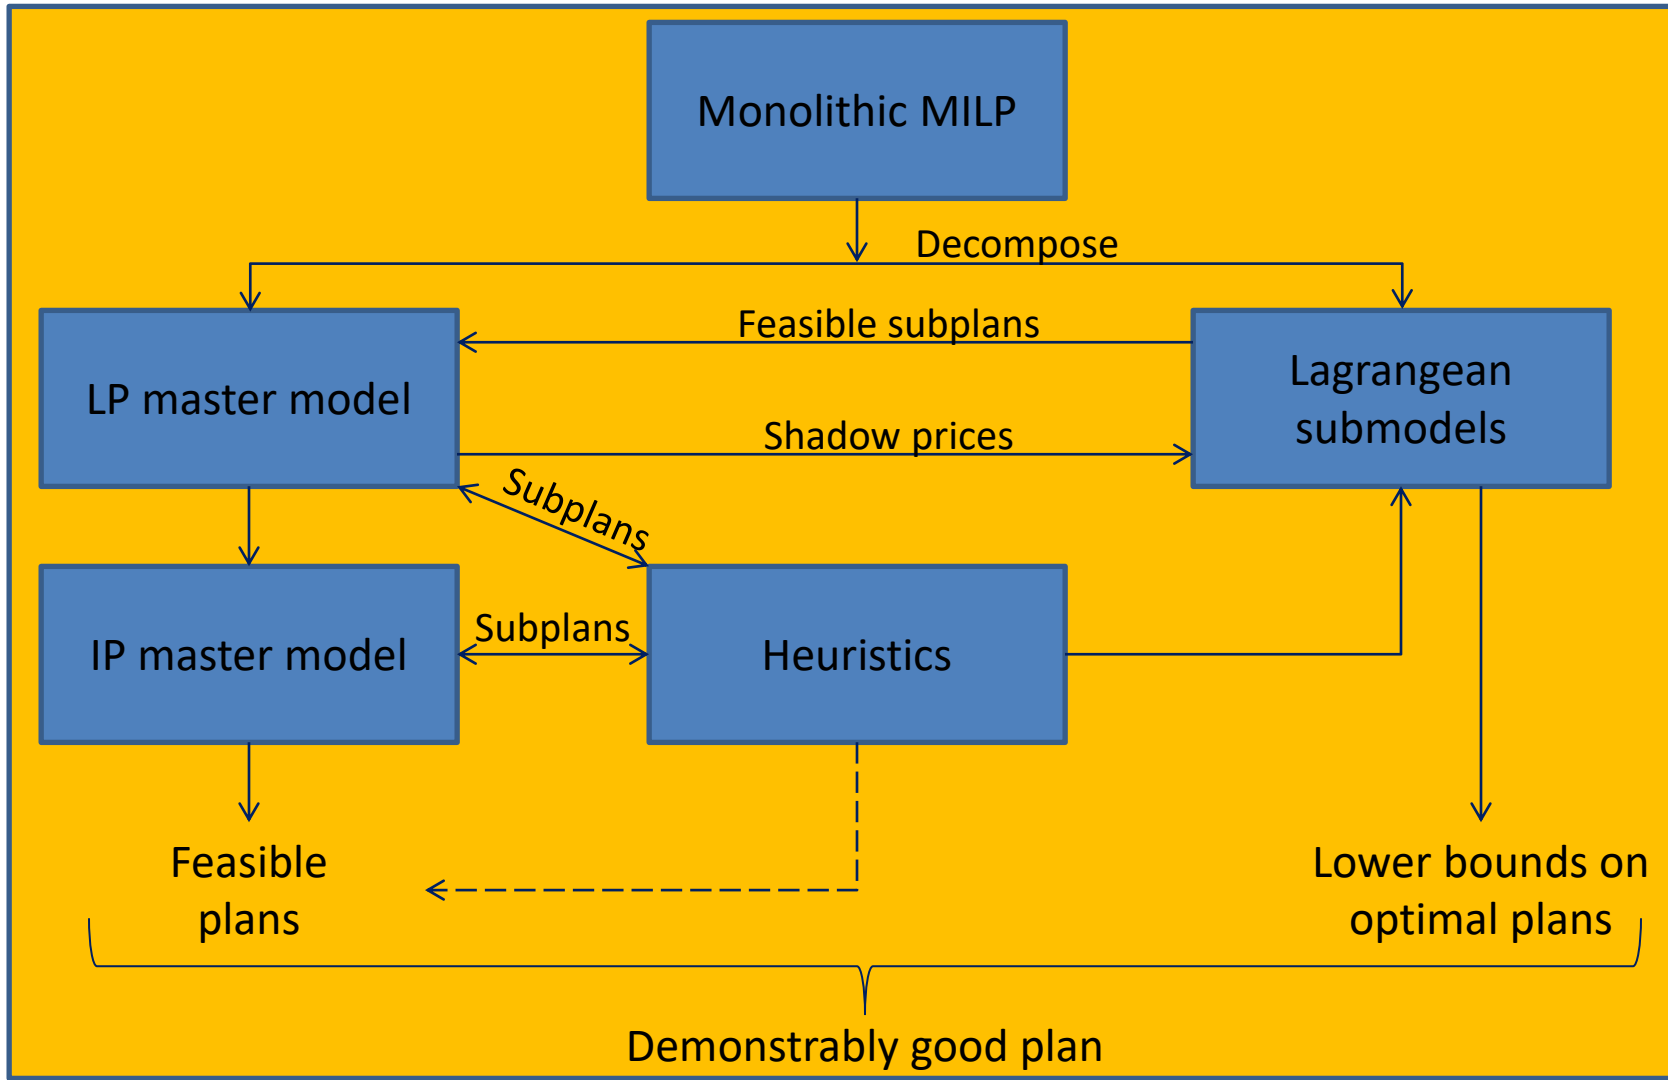 Monolithic MILP
Decompose
Feasible subplans
LP master model
Lagrangean
submodels
Shadow prices
Subplans
Subplans
IP master model
Heuristics
Feasible
plans
Lower bounds on
optimal plans
Demonstrably good plan